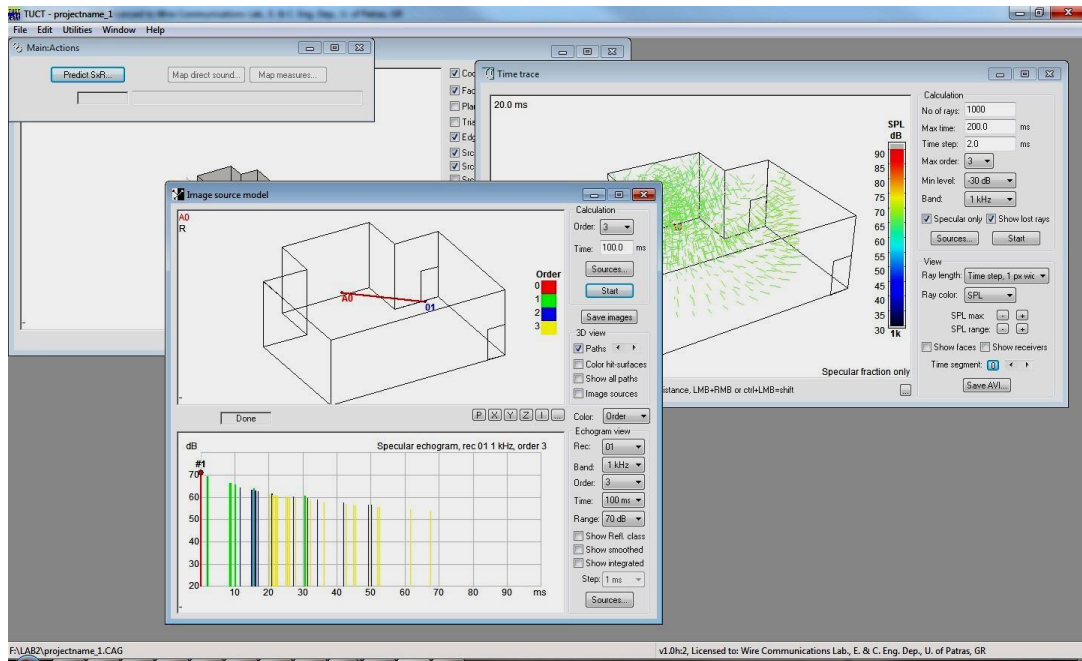 TUCT - projectname_1
File Edit Utilities Window Help
Main:Actions
Predict SxR... Map direct sound... Map measures...
Time trace
20.0 ms
SPL
dB
90
85
80
75
70
65
60
55
50
45
40
35
30 1k
Specular fraction only
istance, LMB+RMB or ctrl+LMB=shift ...
Calculation
No of rays: 1000
Max time: 200.0 ms
Time step: 2.0 ms
Max order: 3
Min level: -30 dB
Band: 1 kHz
Specular only Show lost rays
Sources... Start
View
Ray length: Time step, 1 px wic
Ray color: SPL
SPL max: - +
SPL range: - +
Show faces Show receivers
Time segment: 0
Save AVI...
Image source model
A0
R
A0
01
Order
0
1
2
3
Calculation
Order: 3
Time: 100.0 ms
Sources...
Start
Save images
3D view
Paths
Color hit-surfaces
Show all paths
Image sources
Done
P X Y Z I ...
Color: Order
Echogram view
Rec: 01
Band: 1 kHz
Order: 3
Time: 100 ms
Range: 70 dB
Show Refl. class
Show smoothed
Show integrated
Step: 1 ms
Sources...
dB Specular echogram, rec 01 1 kHz, order 3
#1
70
60
50
40
30
20
10 20 30 40 50 60 70 80 90 ms
F:\LAB2\projectname_1.CAG
v1.0h:2, Licensed to: Wire Communications Lab., E. & C. Eng. Dep., U. of Patras, GR